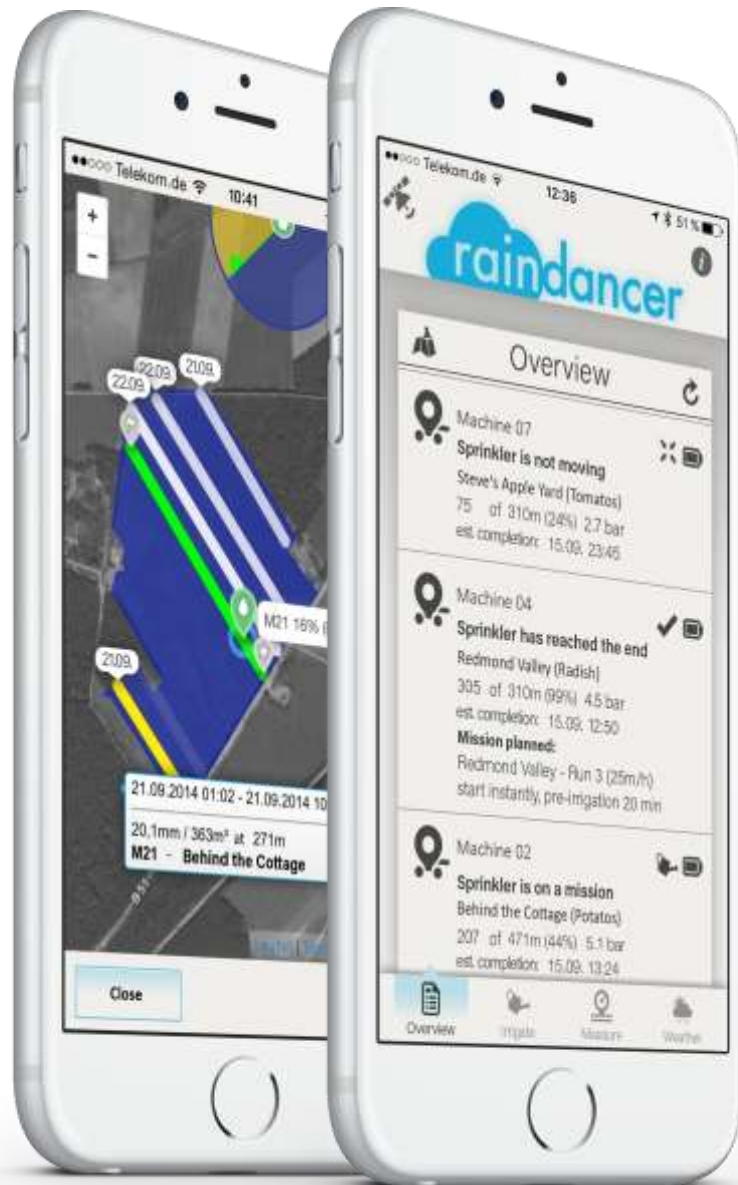 Telekom.de
10:41
+
−
22.09.
22.09.
21.09.
M21 16%
21.09.
21.09.2014 01:02 - 21.09.2014 10
20,1mm / 363m³ at 271m
M21 - Behind the Cottage
Close
Telekom.de
12:36
51%
raindancer
Overview
Machine 07
Sprinkler is not moving
Steve's Apple Yard (Tomatos)
75 of 310m (24%) 2.7 bar
est. completion: 15.09. 23:45
Machine 04
Sprinkler has reached the end
Redmond Valley (Radish)
305 of 310m (99%) 4.5 bar
est. completion: 15.09. 12:50
Mission planned:
Redmond Valley - Run 3 (25m/h)
start instantly, pre-irrigation 20 min
Machine 02
Sprinkler is on a mission
Behind the Cottage (Potatos)
207 of 471m (44%) 5.1 bar
est. completion: 15.09. 13:24
Overview
Irrigate
Measure
Weather